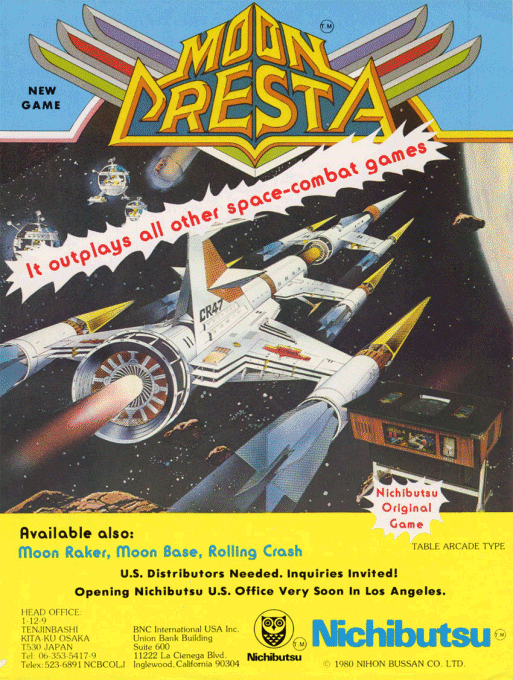 MOON
CRESTA
T.M
NEW
GAME
It outplays all other space-combat games
CR47
Nichibutsu
Original
Game
TABLE ARCADE TYPE
Available also:
Moon Raker, Moon Base, Rolling Crash
U.S. Distributors Needed. Inquiries Invited!
Opening Nichibutsu U.S. Office Very Soon In Los Angeles.
HEAD OFFICE:
1-12-9
TENJINBASHI
KITA-KU OSAKA
T530 JAPAN
Tel: 06-353-5417-9
Telex: 523-6891 NCBCOLJ
BNC International USA Inc.
Union Bank Building
Suite 600
11222 La Cienega Blvd.
Inglewood, California 90304
T.M
Nichibutsu
Nichibutsu T.M
© 1980 NIHON BUSSAN CO. LTD.